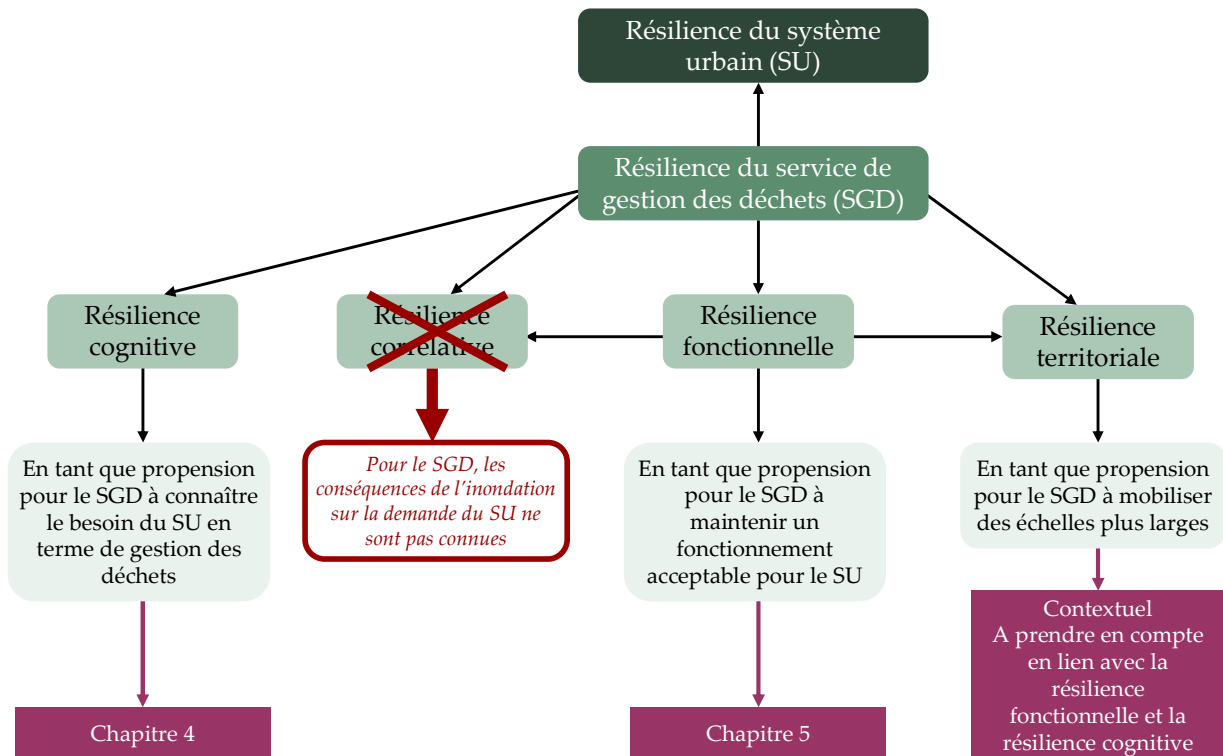 Résilience du système
urbain (SU)
Résilience du service de
gestion des déchets (SGD)
Résilience
cognitive
Résilience
corrélative
Résilience
fonctionnelle
Résilience
territoriale
En tant que propension
pour le SGD à connaître
le besoin du SU en
terme de gestion des
déchets
Pour le SGD, les
conséquences de l’inondation
sur la demande du SU ne
sont pas connues
En tant que propension
pour le SGD à
maintenir un
fonctionnement
acceptable pour le SU
En tant que propension
pour le SGD à mobiliser
des échelles plus larges
Chapitre 4
Chapitre 5
Contextuel
A prendre en compte
en lien avec la
résilience
fonctionnelle et la
résilience cognitive